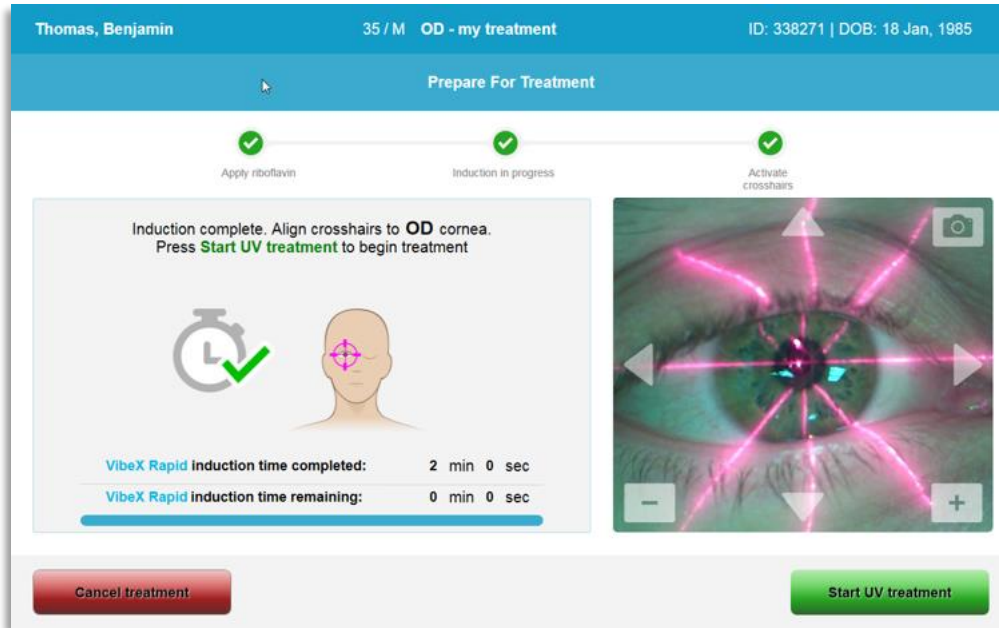 Thomas, Benjamin 35 / M OD - my treatment ID: 338271 | DOB: 18 Jan, 1985
Prepare For Treatment
Apply riboflavin
Induction in progress
Activate
crosshairs
Induction complete. Align crosshairs to OD cornea.
Press Start UV treatment to begin treatment
VibeX Rapid induction time completed: 2 min 0 sec
VibeX Rapid induction time remaining: 0 min 0 sec
Cancel treatment
Start UV treatment